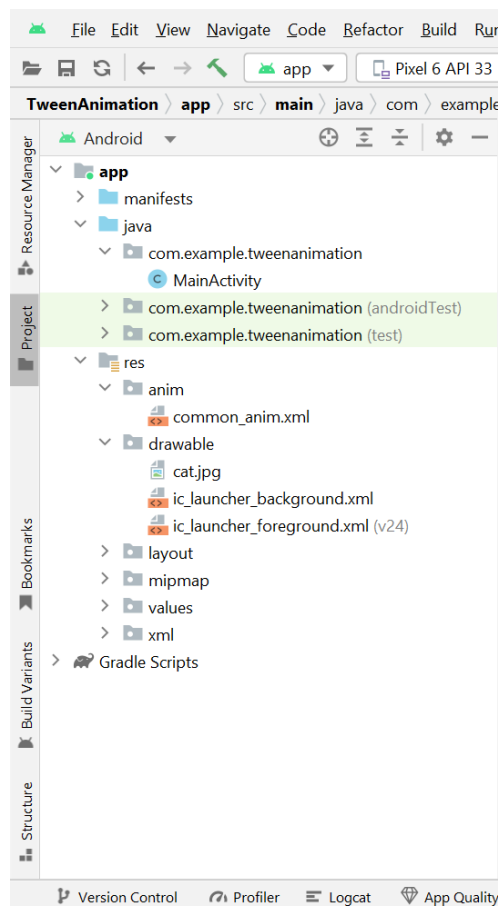 File Edit View Navigate Code Refactor Build Run
app Pixel 6 API 33
TweenAnimation app src main java com example
Android
Resource Manager
Project
Bookmarks
Build Variants
Structure
app
manifests
java
com.example.tweenanimation
C MainActivity
com.example.tweenanimation (androidTest)
com.example.tweenanimation (test)
res
anim
common_anim.xml
drawable
cat.jpg
ic_launcher_background.xml
ic_launcher_foreground.xml (v24)
layout
mipmap
values
xml
Gradle Scripts
Version Control Profiler Logcat App Quality